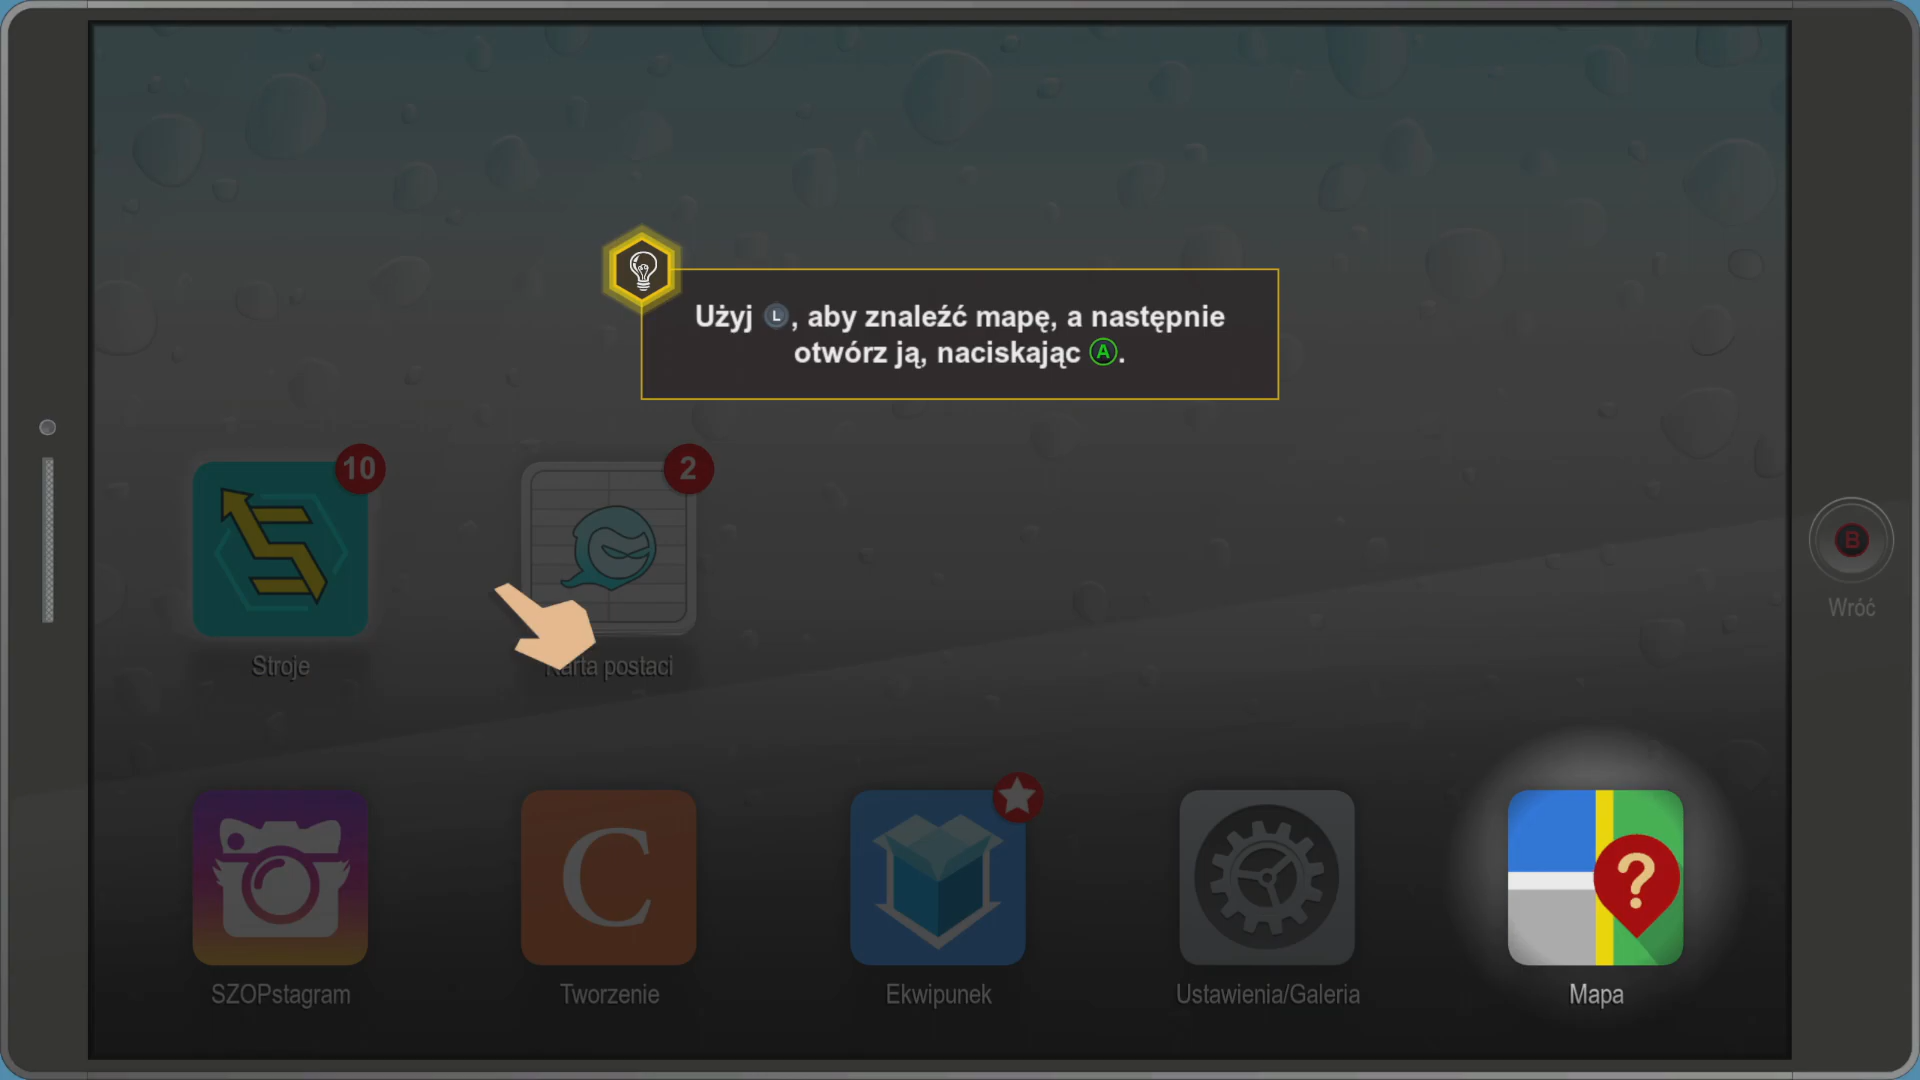 Użyj L, aby znaleźć mapę, a następnie
otwórz ją, naciskając A.
10
2
B
Wróć
Stroje
Karta postaci
C
?
SZOPstagram
Tworzenie
Ekwipunek
Ustawienia/Galeria
Mapa